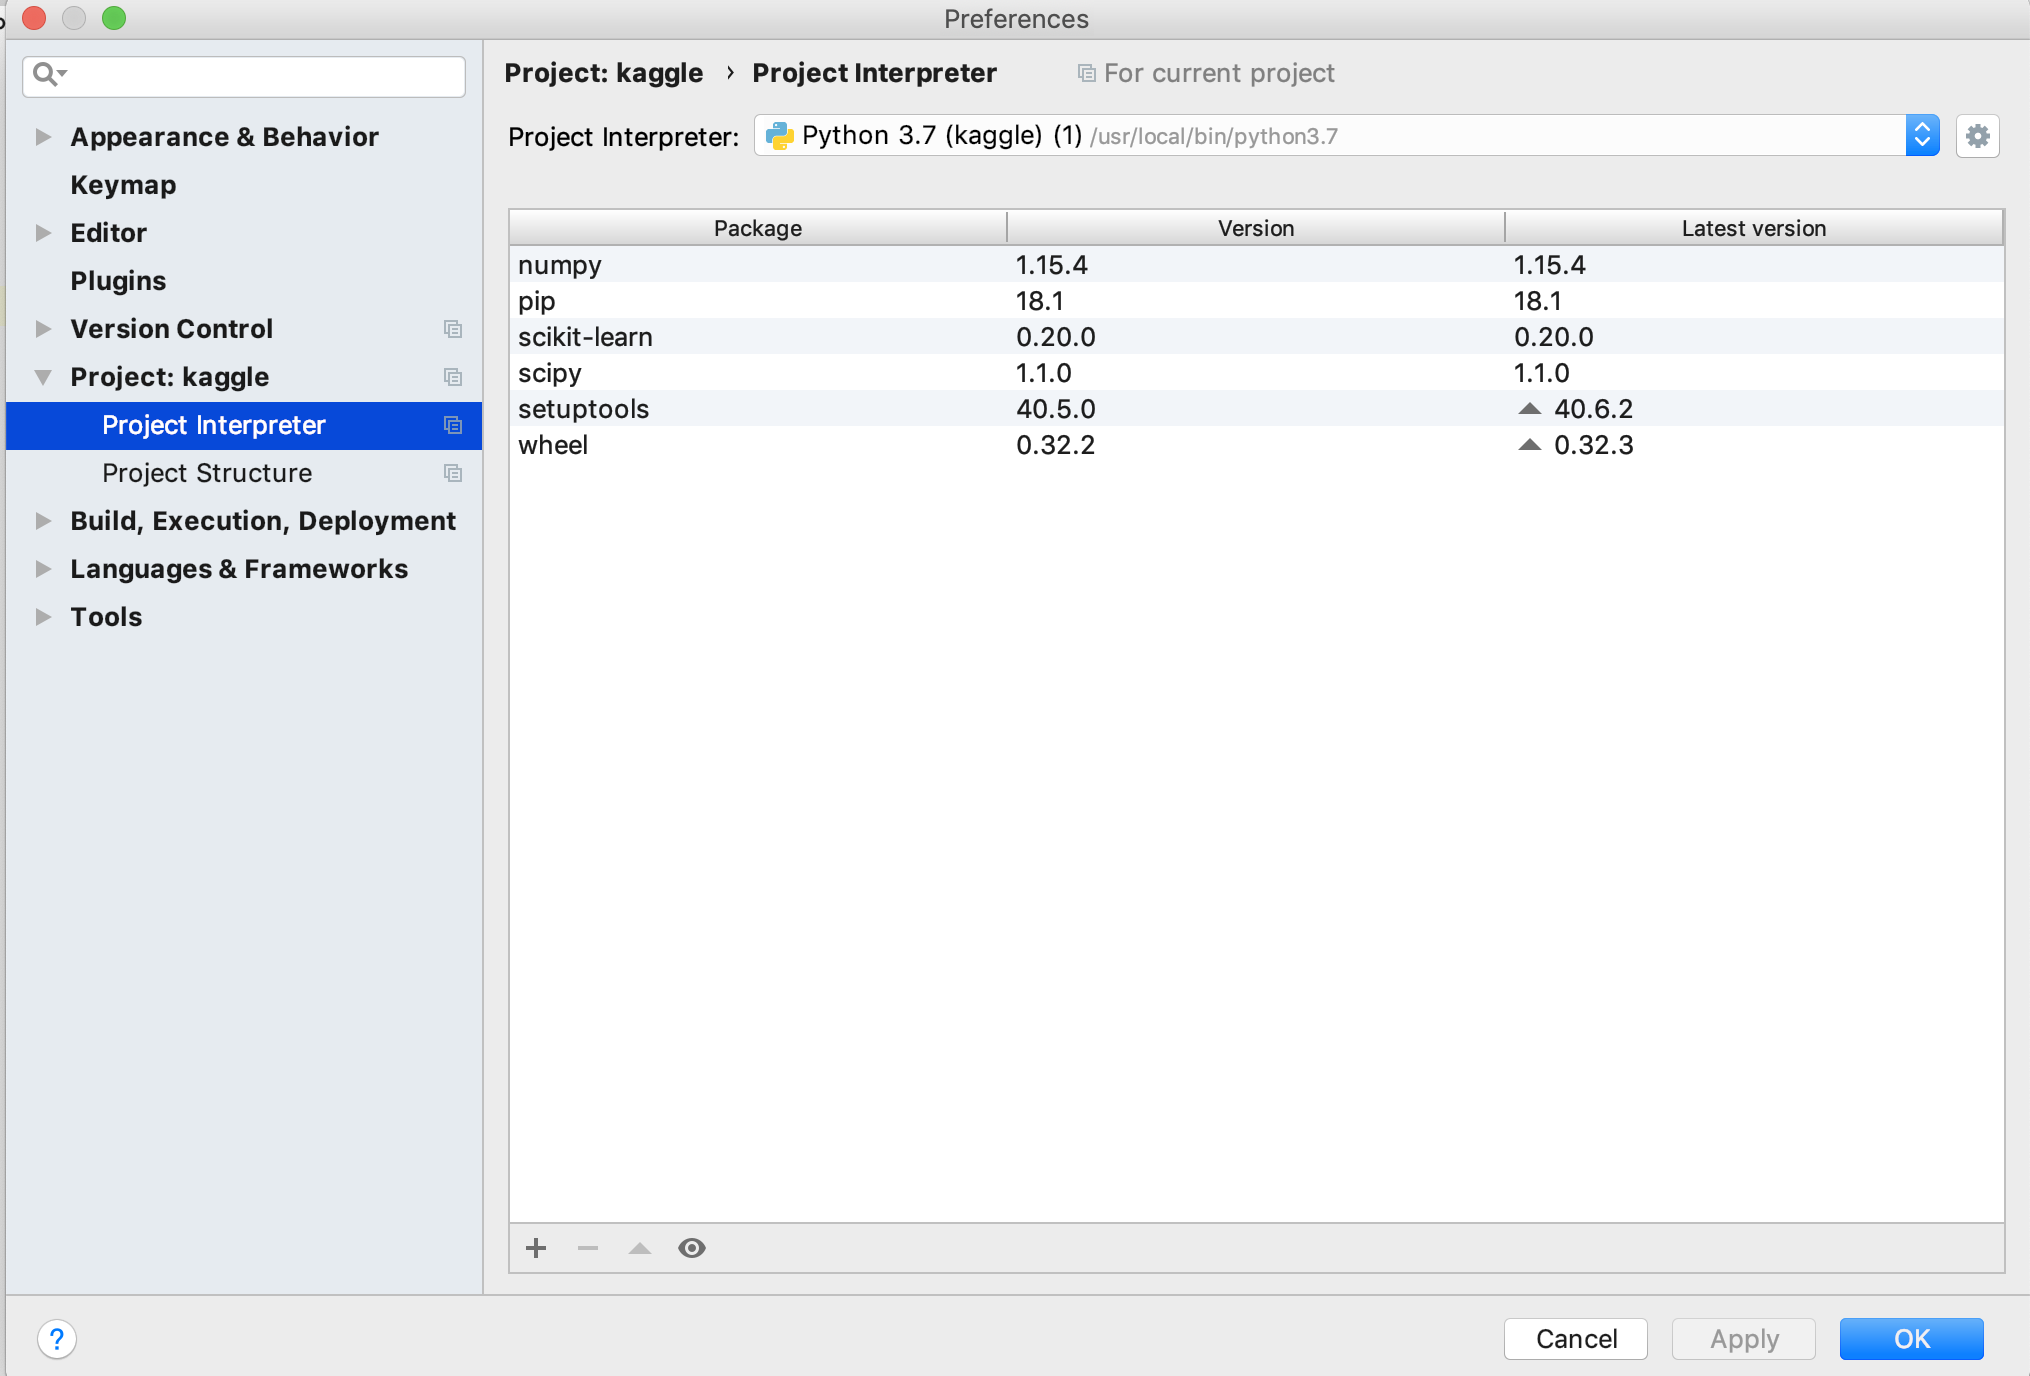 Preferences
Appearance & Behavior
Keymap
Editor
Plugins
Version Control
Project: kaggle
Project Interpreter
Project Structure
Build, Execution, Deployment
Languages & Frameworks
Tools
Project: kaggle › Project Interpreter For current project
Project Interpreter: Python 3.7 (kaggle) (1) /usr/local/bin/python3.7
Package Version Latest version
numpy 1.15.4 1.15.4
pip 18.1 18.1
scikit-learn 0.20.0 0.20.0
scipy 1.1.0 1.1.0
setuptools 40.5.0 40.6.2
wheel 0.32.2 0.32.3
? Cancel Apply OK